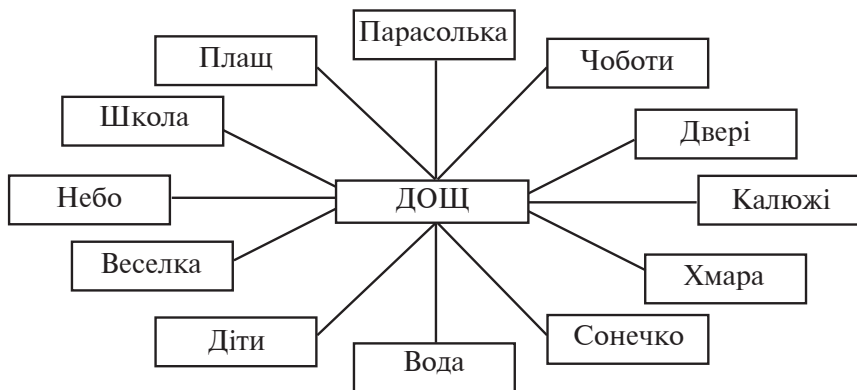 Парасолька
Плащ
Чоботи
Школа
Двері
Небо
ДОЩ
Калюжі
Веселка
Хмара
Діти
Сонечко
Вода